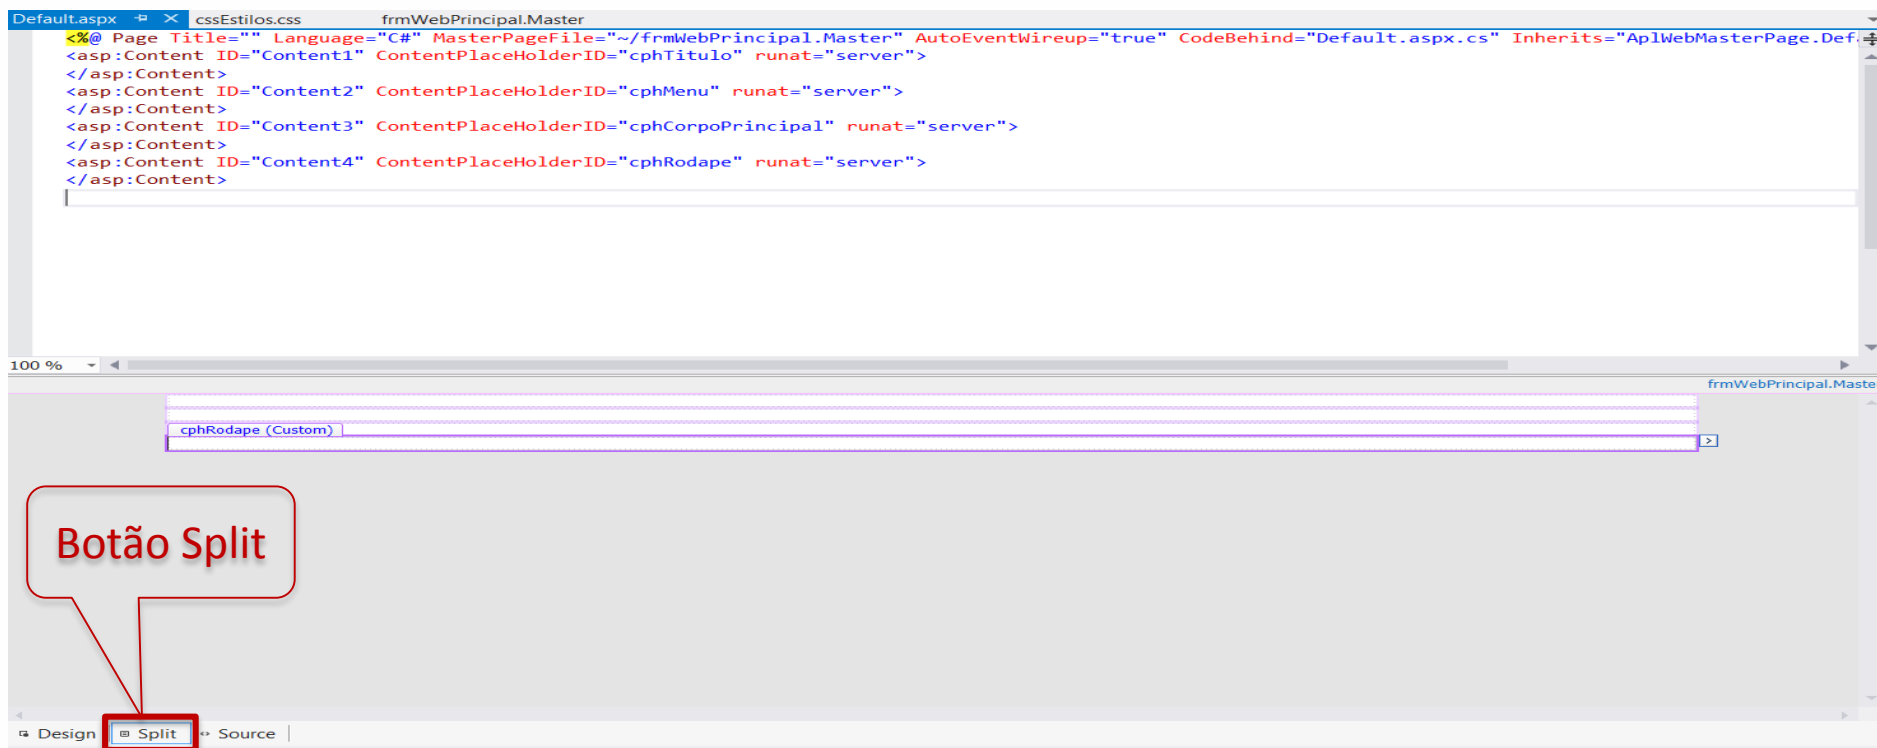 Default.aspx cssEstilos.css frmWebPrincipal.Master
<%@ Page Title="" Language="C#" MasterPageFile="~/frmWebPrincipal.Master" AutoEventWireup="true" CodeBehind="Default.aspx.cs" Inherits="AplWebMasterPage.Def
<asp:Content ID="Content1" ContentPlaceHolderID="cphTitulo" runat="server">
</asp:Content>
<asp:Content ID="Content2" ContentPlaceHolderID="cphMenu" runat="server">
</asp:Content>
<asp:Content ID="Content3" ContentPlaceHolderID="cphCorpoPrincipal" runat="server">
</asp:Content>
<asp:Content ID="Content4" ContentPlaceHolderID="cphRodape" runat="server">
</asp:Content>
100 %
frmWebPrincipal.Maste
cphRodape (Custom)
Botão Split
Design Split Source